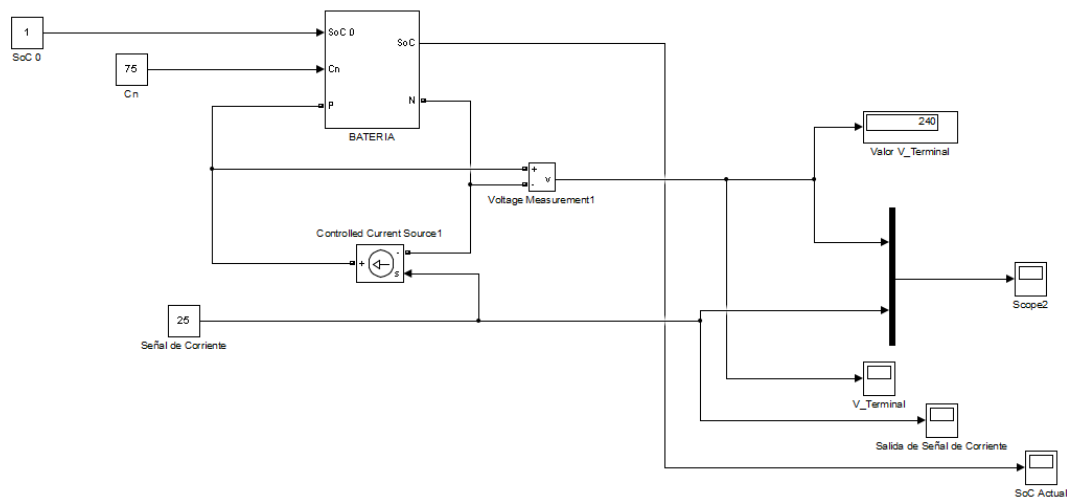 1
SoC 0
75
Cn
SoC 0
Cn
P
SoC
N
BATERIA
240
Valor V_Terminal
+
-
v
Voltage Measurement1
Controlled Current Source1
+
-
s
25
Señal de Corriente
Scope2
V_Terminal
Salida de Señal de Corriente
SoC Actual